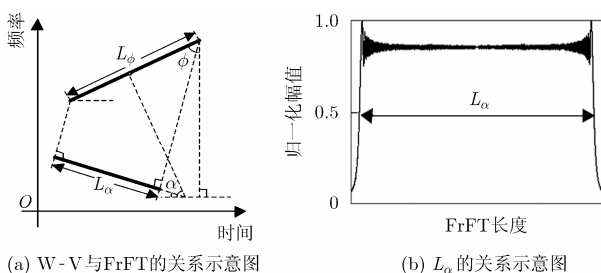 频率
L_ϕ
ϕ
L_α
α
O
时间
(a) W-V与FrFT的关系示意图
1.0
0.5
0
归一化幅值
L_α
FrFT长度
(b) L_α的关系示意图